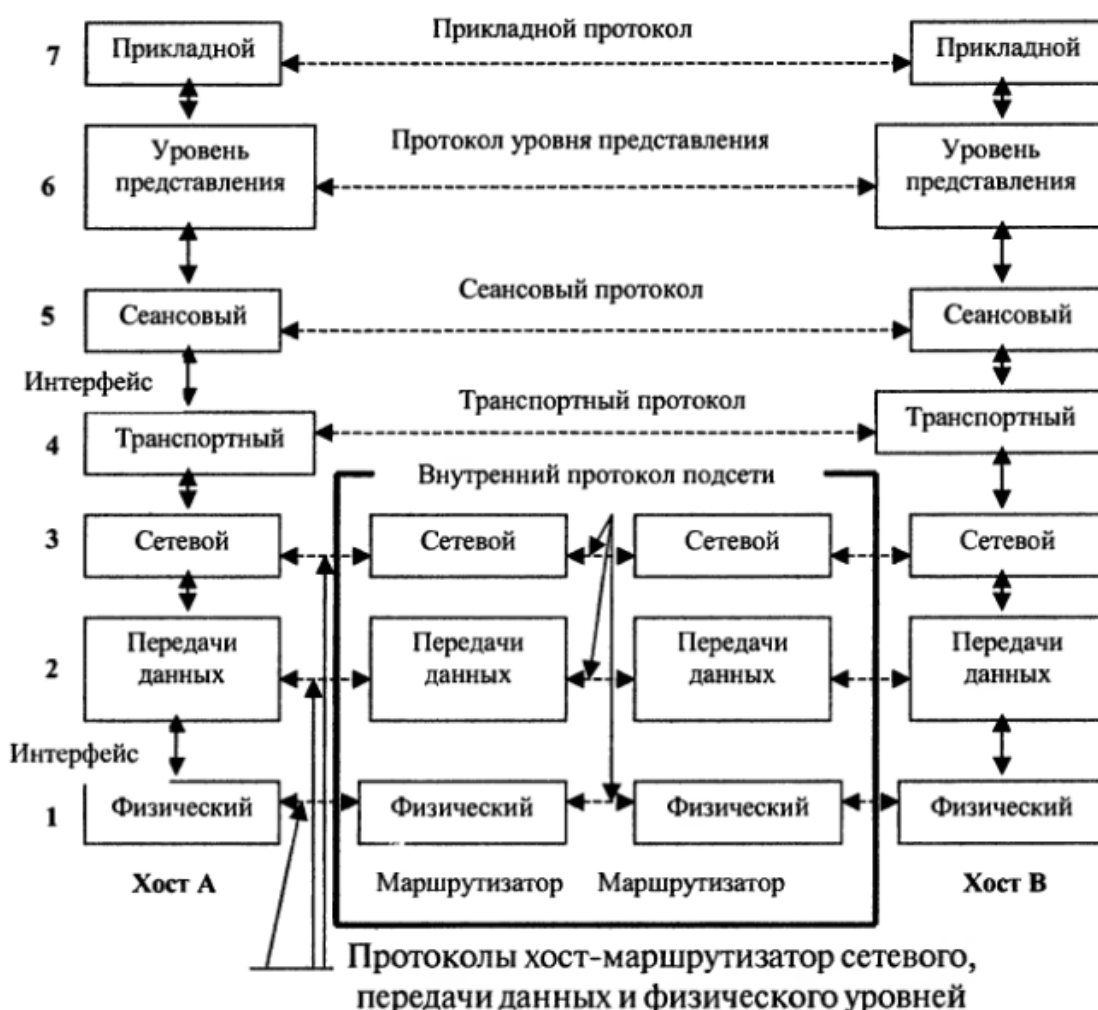 Прикладной протокол
7
Прикладной
Прикладной
Протокол уровня представления
6
Уровень
представления
Уровень
представления
Сеансовый протокол
5
Сеансовый
Сеансовый
Интерфейс
Транспортный протокол
4
Транспортный
Транспортный
Внутренний протокол подсети
3
Сетевой
Сетевой
Сетевой
Сетевой
2
Передачи
данных
Передачи
данных
Передачи
данных
Передачи
данных
Интерфейс
1
Физический
Физический
Физический
Физический
Хост А
Маршрутизатор
Маршрутизатор
Хост В
Протоколы хост-маршрутизатор сетевого,
передачи данных и физического уровней